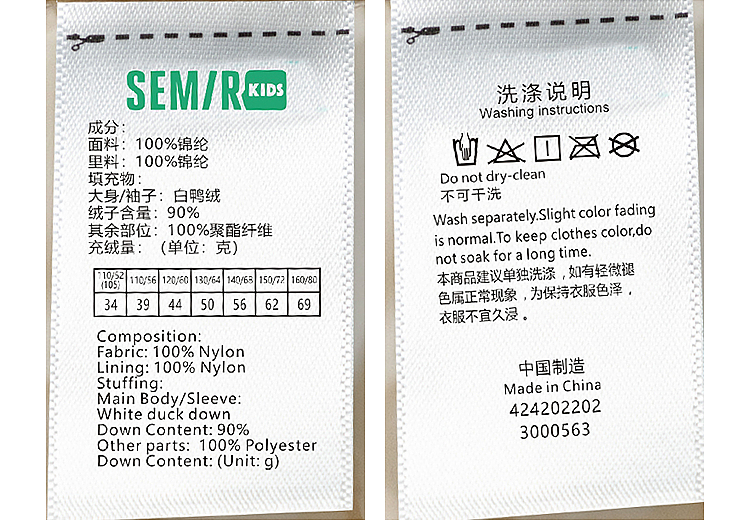 SEMIR KIDS
成分：
面料：100%锦纶
里料：100%锦纶
填充物：
大身/袖子：白鸭绒
绒子含量：90%
其余部位：100%聚酯纤维
充绒量：（单位：克）
110/52(105) 110/56 120/60 130/64 140/68 150/72 160/80
34 39 44 50 56 62 69
Composition:
Fabric: 100% Nylon
Lining: 100% Nylon
Stuffing:
Main Body/Sleeve:
White duck down
Down Content: 90%
Other parts: 100% Polyester
Down Content: (Unit: g)
洗涤说明
Washing instructions
Do not dry-clean
不可干洗
Wash separately.Slight color fading
is normal.To keep clothes color,do
not soak for a long time.
本商品建议单独洗涤，如有轻微褪
色属正常现象，为保持衣服色泽，
衣服不宜久浸。
中国制造
Made in China
424202202
3000563